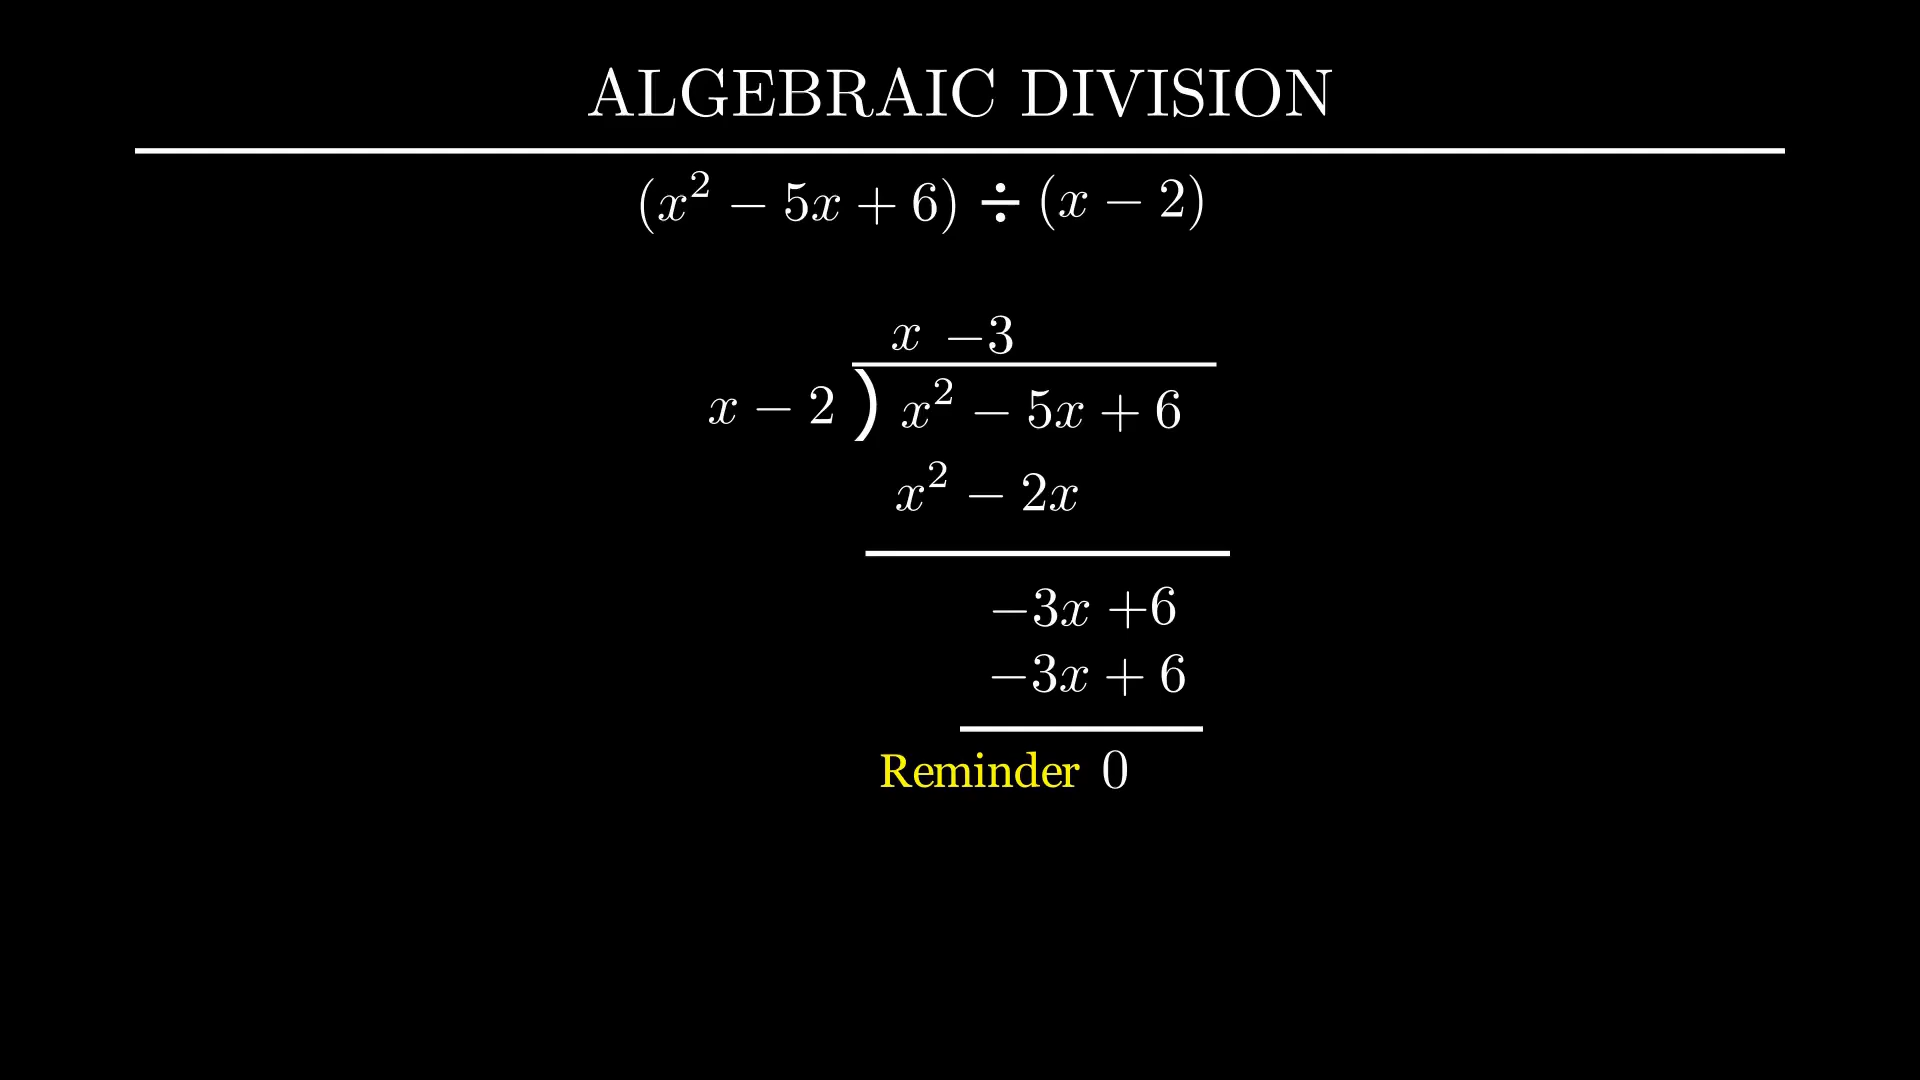 ALGEBRAIC DIVISION
(x² − 5x + 6) ÷ (x − 2)
x −3
x − 2 ) x² − 5x + 6
x² − 2x
−3x +6
−3x + 6
Reminder 0